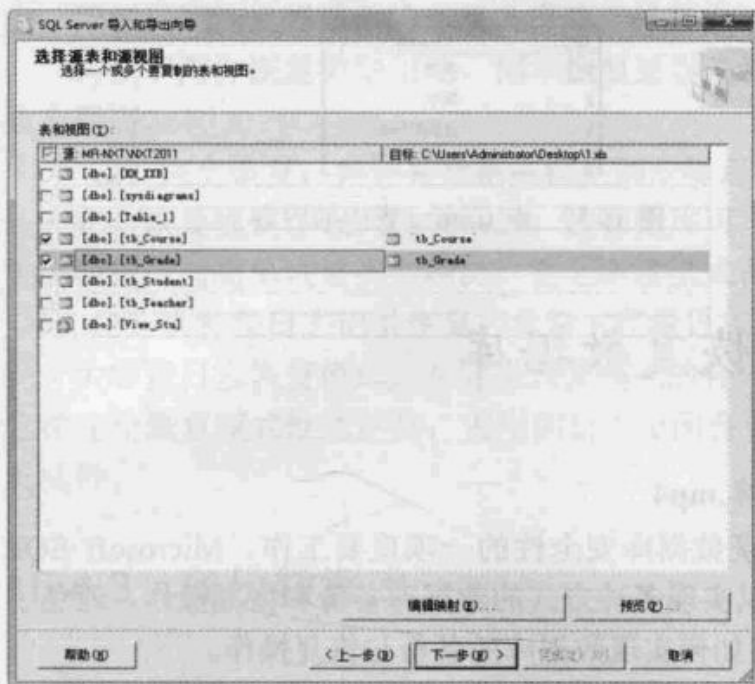 SQL Server 导入和导出向导
选择源表和源视图
选择一个或多个要复制的表和视图。
表和视图(T):
源: MR-NXT\NXT2011 目标: C:\Users\Administrator\Desktop\1.xls
[dbo].[XX_XXB]
[dbo].[sysdiagrams]
[dbo].[Table_1]
[dbo].[tb_Course] `tb_Course`
[dbo].[tb_Grade] `tb_Grade`
[dbo].[tb_Student]
[dbo].[tb_Teacher]
[dbo].[View_Stu]
.mp4
编辑映射(E)... 预览(P)...
帮助(H) <上一步(B) 下一步(N) > 取消